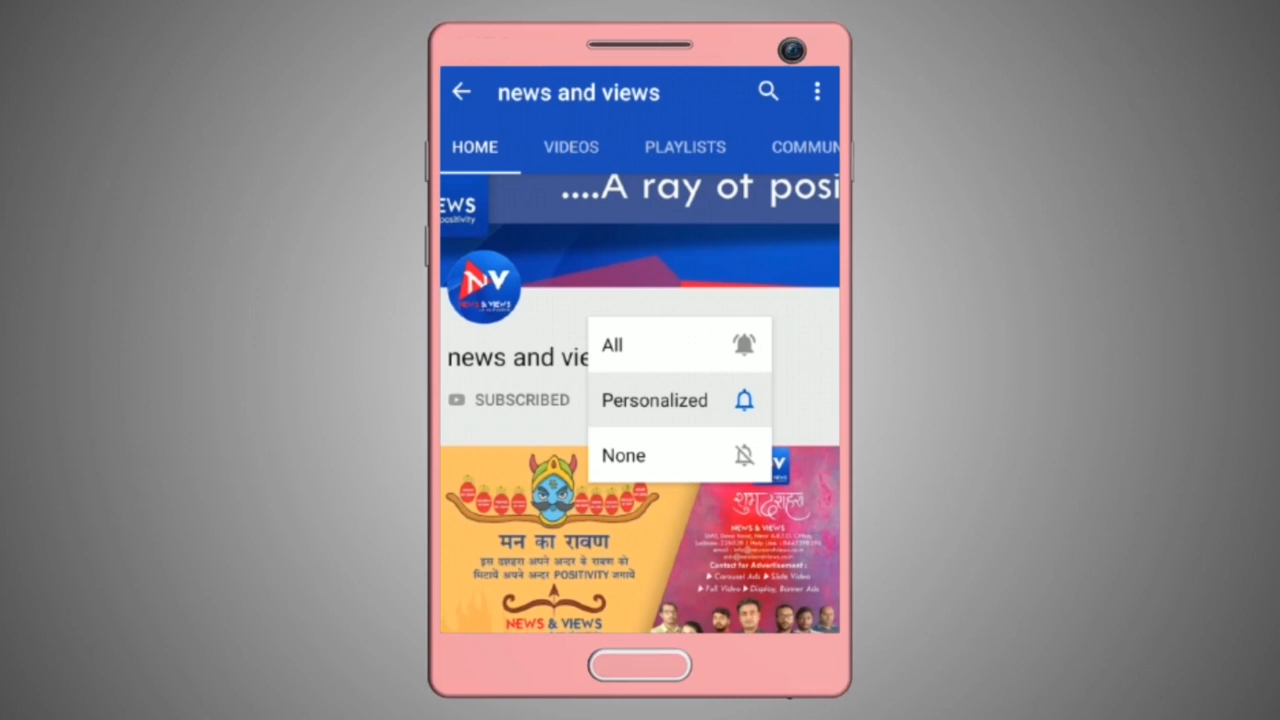 news and views
HOME VIDEOS PLAYLISTS COMMUN
EWS
positivity
....A ray of posi
NV
NEWS & VIEWS
news and vie
SUBSCRIBED
All
Personalized
None
मन का रावण
इस दशहरा अपने अन्दर के रावण को
मिटायें अपने अन्दर POSITIVITY जगायें
NEWS & VIEWS
V
शुभ दशहरा
NEWS & VIEWS
Contact for Advertisement :
Carousel Ads Slide Video
Full Video Display, Banner Ads